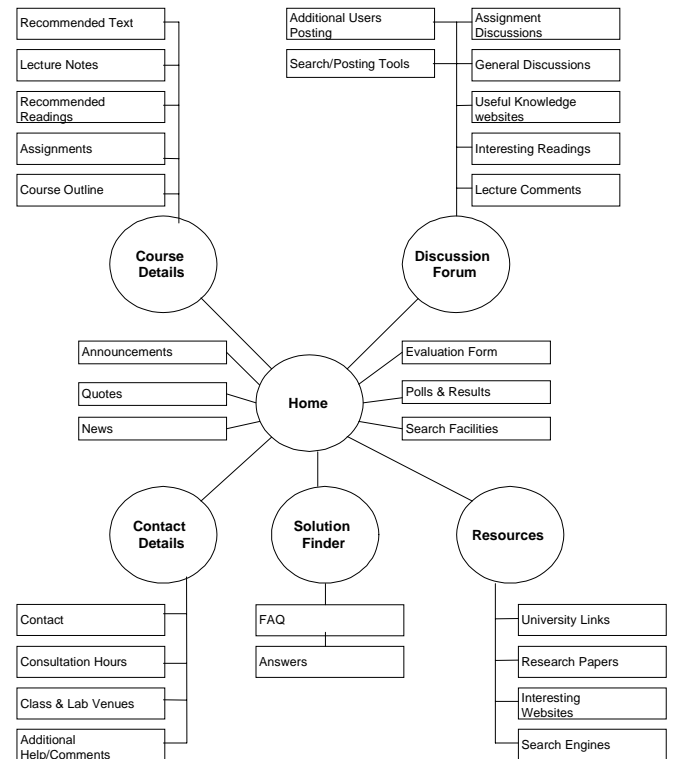 Recommended Text
Lecture Notes
Recommended
Readings
Assignments
Course Outline
Additional Users
Posting
Search/Posting Tools
Assignment
Discussions
General Discussions
Useful Knowledge
websites
Interesting Readings
Lecture Comments
Course
Details
Discussion
Forum
Announcements
Quotes
News
Home
Evaluation Form
Polls & Results
Search Facilities
Contact
Details
Solution
Finder
Resources
Contact
Consultation Hours
Class & Lab Venues
Additional
Help/Comments
FAQ
Answers
University Links
Research Papers
Interesting
Websites
Search Engines